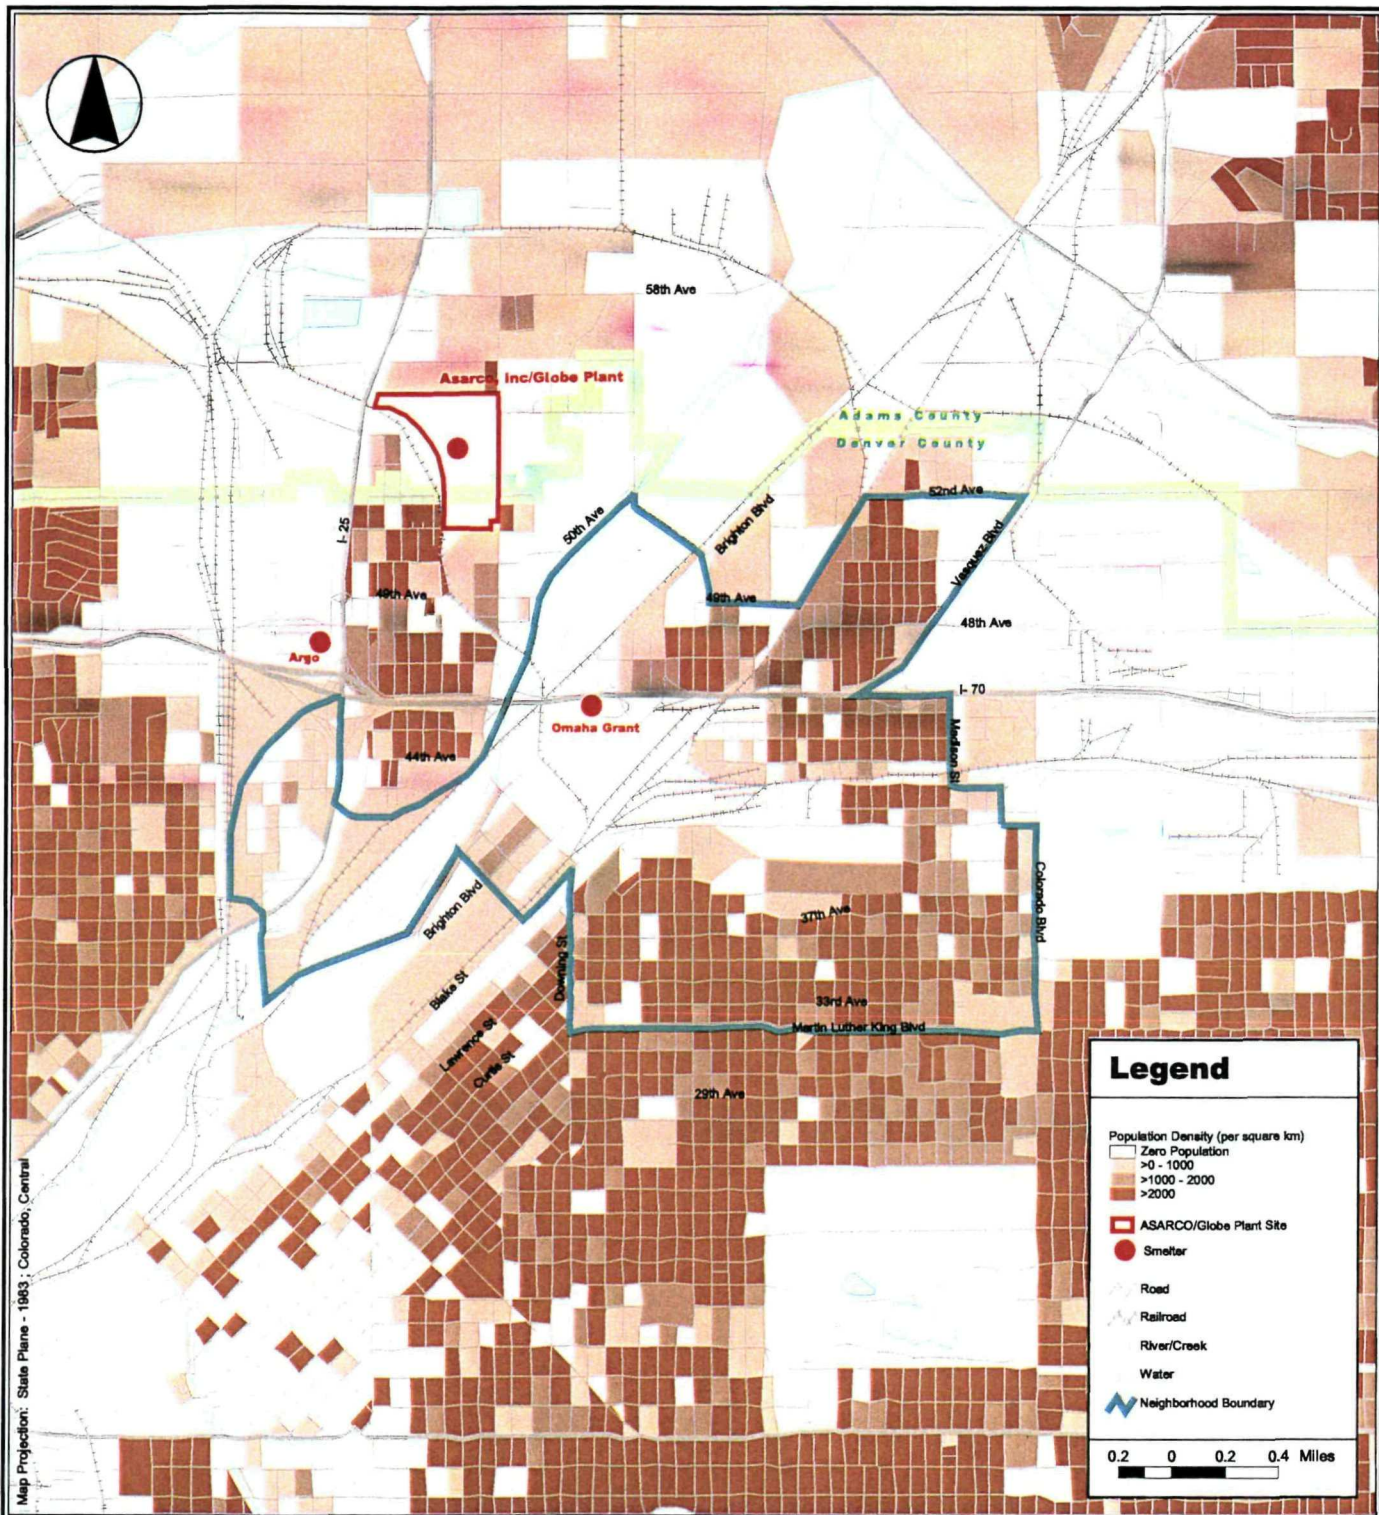 58th Ave
Asarco, Inc/Globe Plant
Adams County
Denver County
52nd Ave
I- 25
50th Ave
Brighton Blvd
Vasquez Blvd
49th Ave
49th Ave
48th Ave
Argo
I- 70
Omaha Grant
Madison St
44th Ave
Colorado Blvd
Brighton Blvd
37th Ave
Downing St
Blake St
33rd Ave
Martin Luther King Blvd
Lawrence St
Curtis St
29th Ave
Legend
Population Density (per square km)
Zero Population
>0 - 1000
>1000 - 2000
>2000
ASARCO/Globe Plant Site
Smelter
Road
Railroad
River/Creek
Water
Neighborhood Boundary
0.2 0 0.2 0.4 Miles
Map Projection: State Plane - 1983 ; Colorado, Central